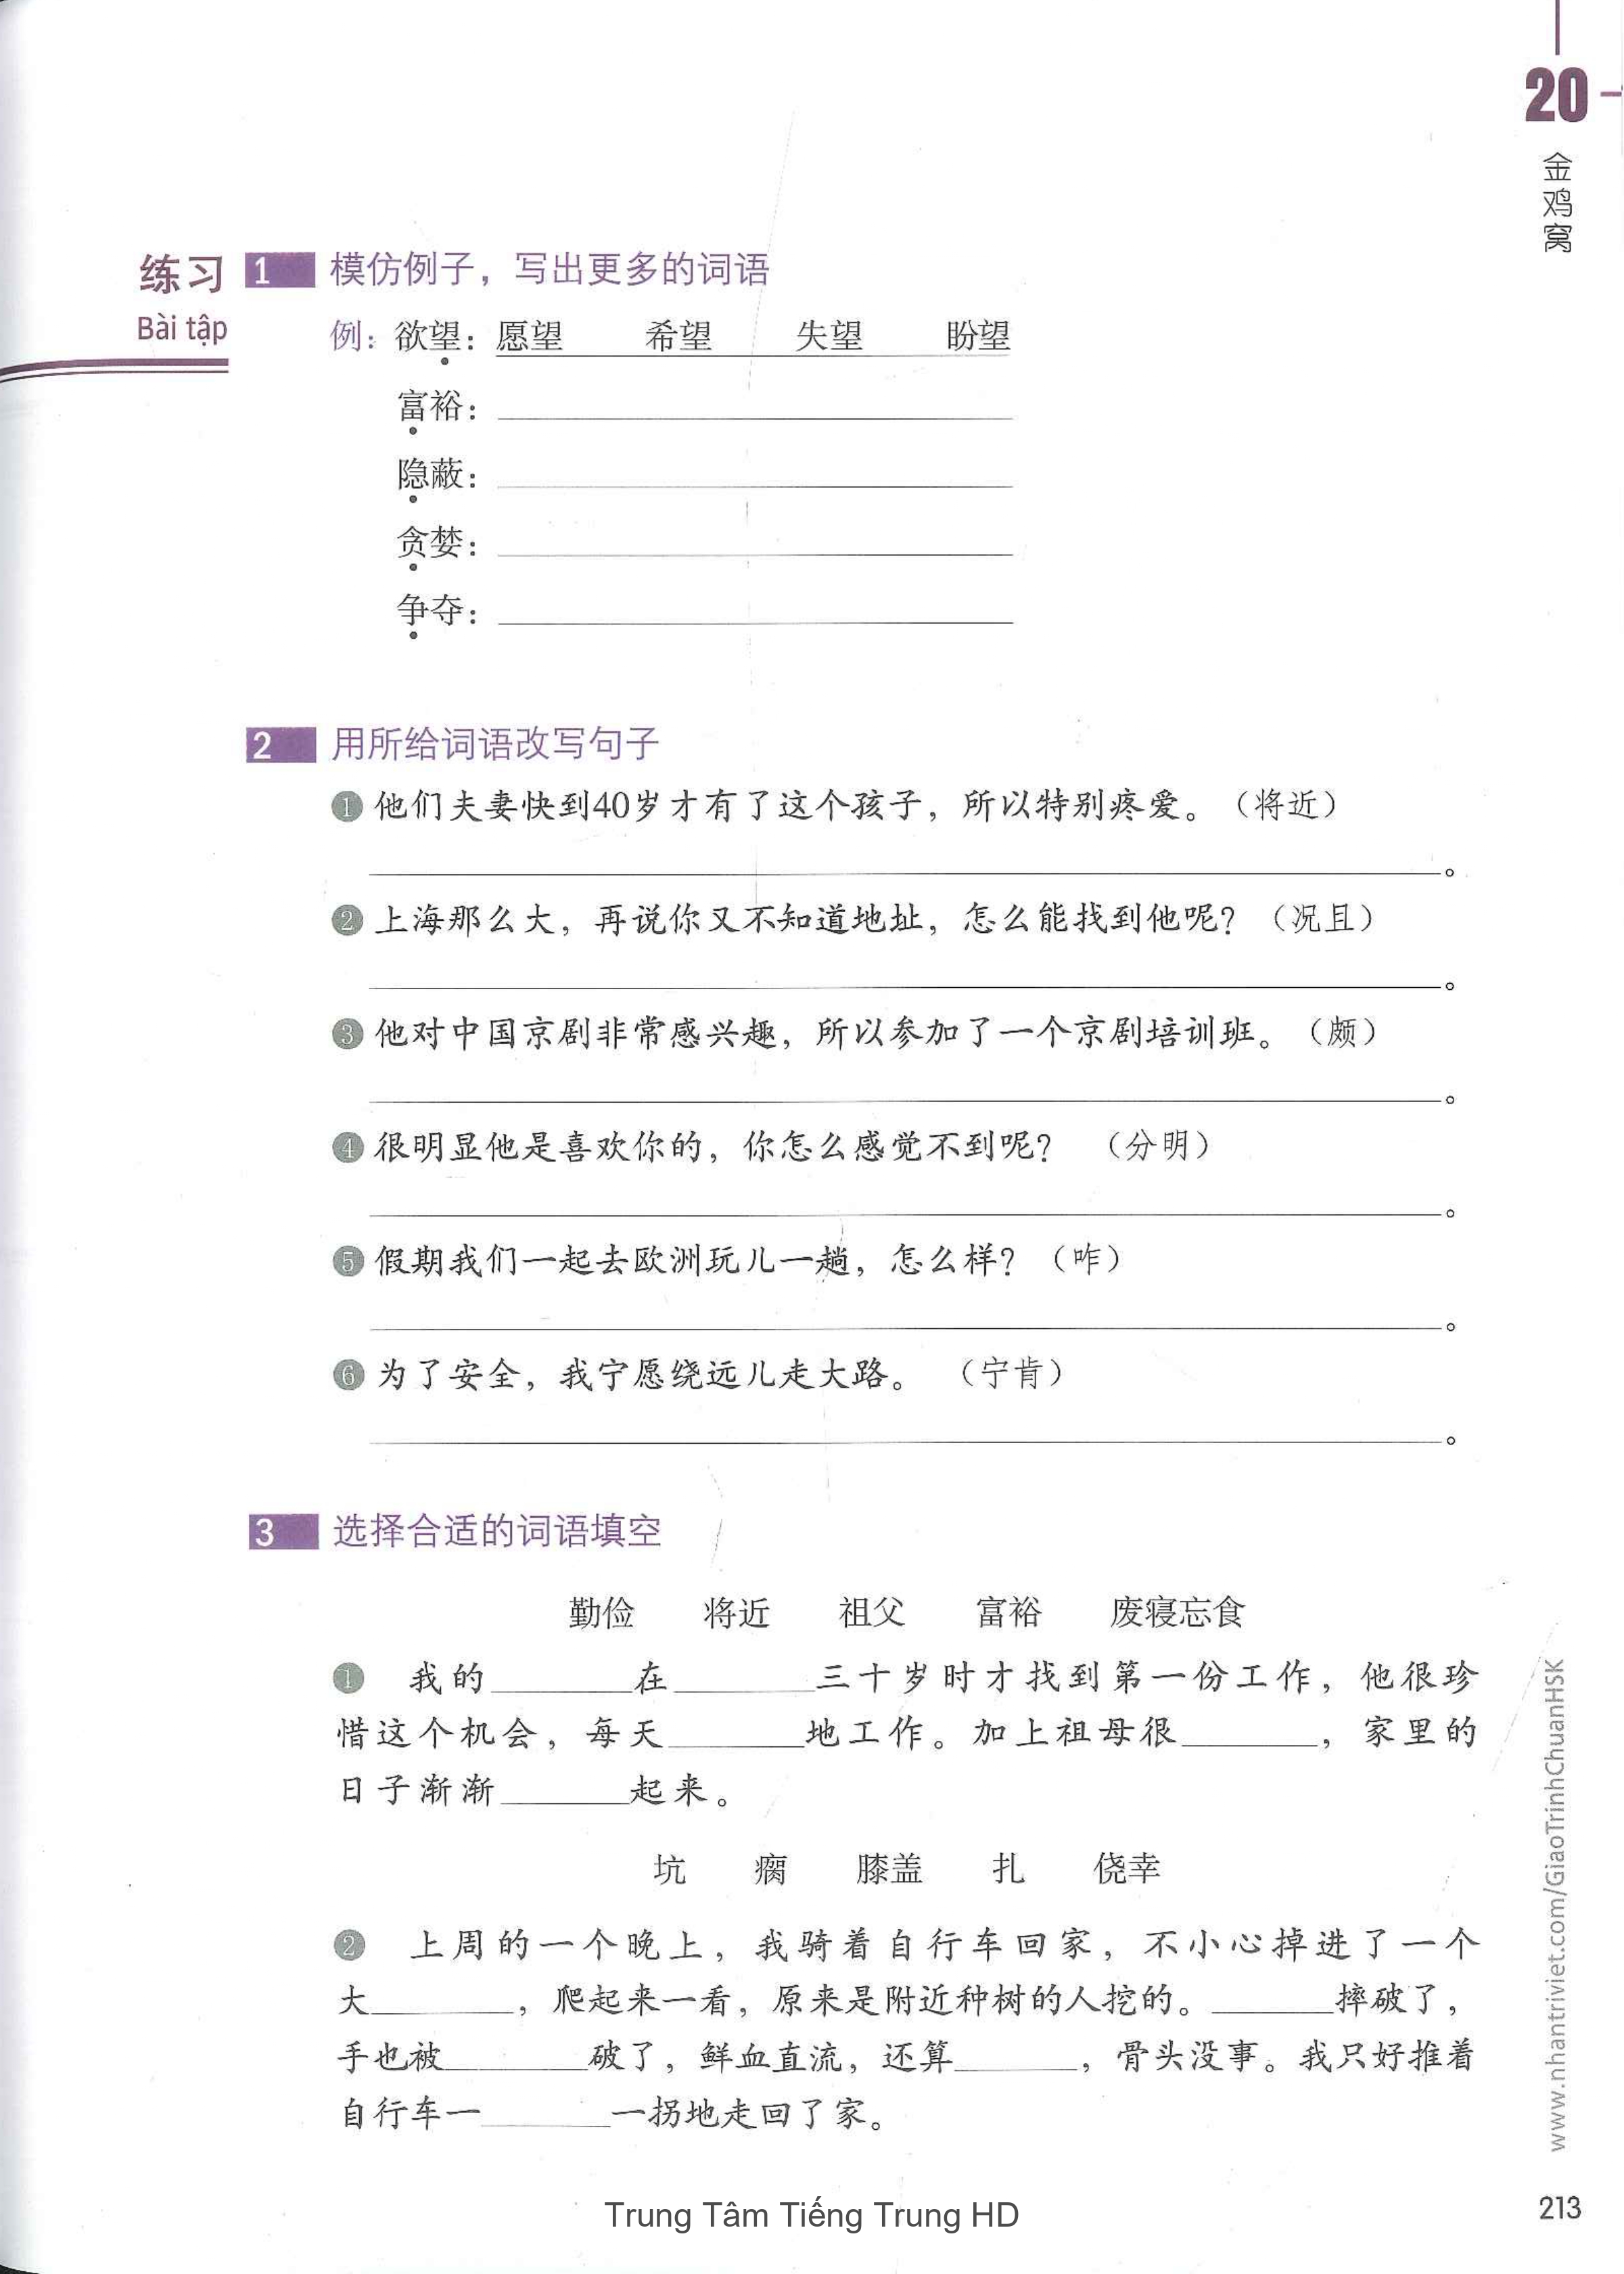 20
金鸡窝
练习
Bài tập
1 模仿例子，写出更多的词语
例：欲望：愿望 希望 失望 盼望
富裕：
隐蔽：
贪婪：
争夺：
2 用所给词语改写句子
1 他们夫妻快到40岁才有了这个孩子，所以特别疼爱。（将近）
。
2 上海那么大，再说你又不知道地址，怎么能找到他呢？（况且）
。
3 他对中国京剧非常感兴趣，所以参加了一个京剧培训班。（颇）
。
4 很明显他是喜欢你的，你怎么感觉不到呢？（分明）
。
5 假期我们一起去欧洲玩儿一趟，怎么样？（咋）
。
6 为了安全，我宁愿绕远儿走大路。（宁肯）
。
3 选择合适的词语填空
勤俭 将近 祖父 富裕 废寝忘食
1 我的________在________三十岁时才找到第一份工作，他很珍
惜这个机会，每天________地工作。加上祖母很________，家里的
日子渐渐________起来。
坑 瘸 膝盖 扎 侥幸
2 上周的一个晚上，我骑着自行车回家，不小心掉进了一个
大________，爬起来一看，原来是附近种树的人挖的。________摔破了，
手也被________破了，鲜血直流，还算________，骨头没事。我只好推着
自行车一________一拐地走回了家。
www.nhantriviet.com/GiaoTrinhChuanHSK
213
Trung Tâm Tiếng Trung HD